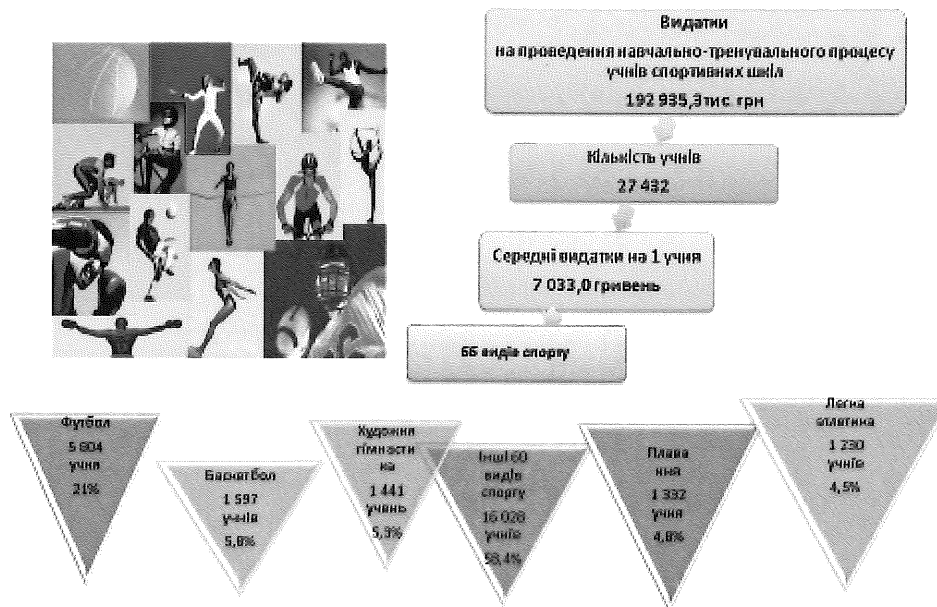 Видатки
на проведення навчально-тренувального процесу
учнів спортивних шкіл
192 935,3тис. грн
Кількість учнів
27 432
Середні видатки на 1 учня
7 033,0 гривень
66 видів спорту
Футбол
5 804
учня
21%
Баскетбол
1 597
учнів
5,8%
Художня
гімнасти
ка
1 441
учень
5,3%
Інші 60
видів
спорту
16 028
учнів
58,4%
Плава
ння
1 332
учня
4,8%
Легка
атлетика
1 230
учнів
4,5%